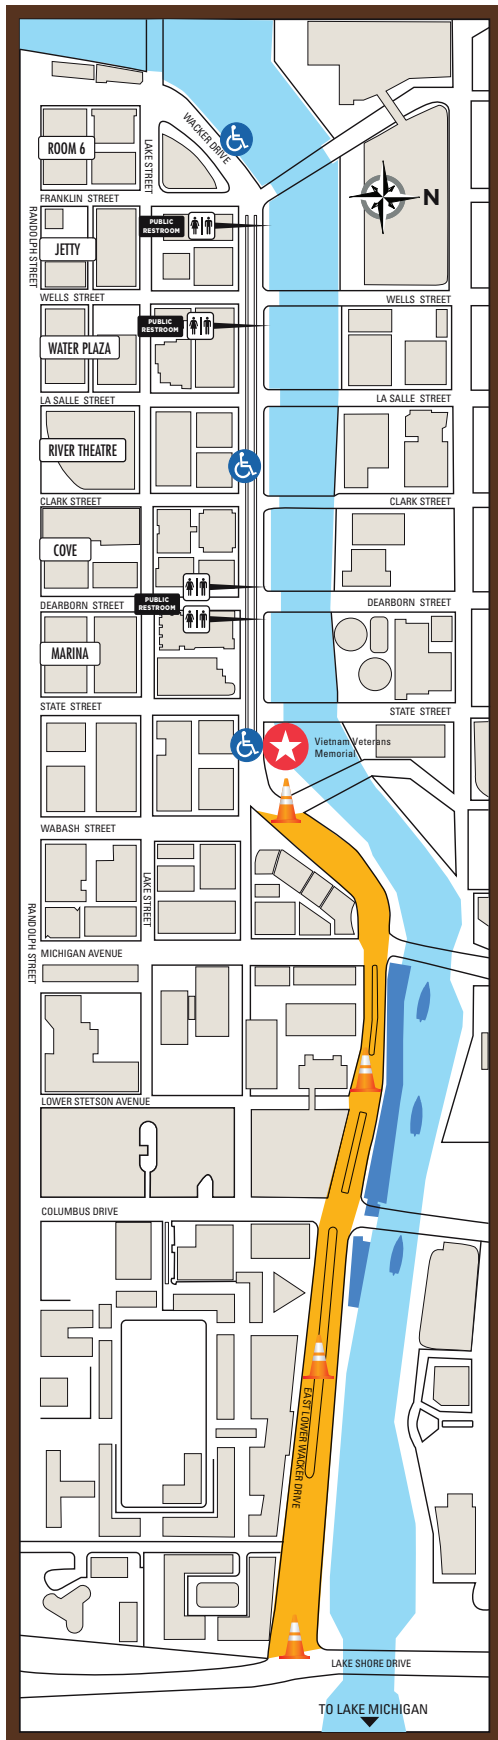 WACKER DRIVE
ROOM 6
LAKE STREET
N
FRANKLIN STREET
RANDOLPH STREET
PUBLIC
RESTROOM
JETTY
WELLS STREET
WELLS STREET
PUBLIC
RESTROOM
WATER PLAZA
LA SALLE STREET
LA SALLE STREET
RIVER THEATRE
CLARK STREET
CLARK STREET
COVE
PUBLIC
RESTROOM
DEARBORN STREET
DEARBORN STREET
MARINA
STATE STREET
STATE STREET
Vietnam Veterans
Memorial
WABASH STREET
LAKE STREET
RANDOLPH STREET
MICHIGAN AVENUE
LOWER STETSON AVENUE
COLUMBUS DRIVE
EAST LOWER WACKER DRIVE
LAKE SHORE DRIVE
TO LAKE MICHIGAN